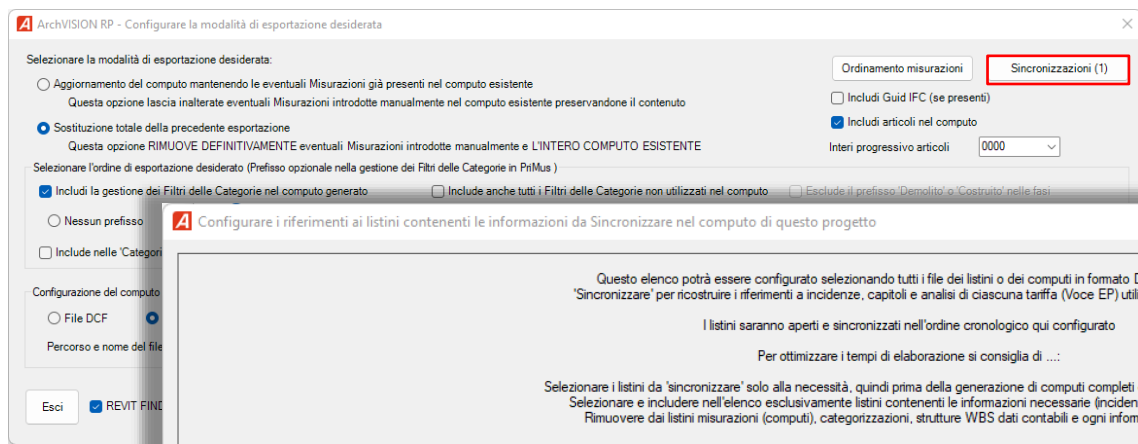 ArchVISION RP - Configurare la modalità di esportazione desiderata
Selezionare la modalità di esportazione desiderata:
Ordinamento misurazioni
Sincronizzazioni (1)
Aggiornamento del computo mantenendo le eventuali Misurazioni già presenti nel computo esistente
Questa opzione lascia inalterate eventuali Misurazioni introdotte manualmente nel computo esistente preservandone il contenuto
Includi Guid IFC (se presenti)
Sostituzione totale della precedente esportazione
Includi articoli nel computo
Questa opzione RIMUOVE DEFINITIVAMENTE eventuali Misurazioni introdotte manualmente e L'INTERO COMPUTO ESISTENTE
Interi progressivo articoli
0000
Selezionare l'ordine di esportazione desiderato (Prefisso opzionale nella gestione dei Filtri delle Categorie in PriMus )
Includi la gestione dei Filtri delle Categorie nel computo generato
Include anche tutti i Filtri delle Categorie non utilizzati nel computo
Esclude il prefisso 'Demolito' o 'Costruito' nelle fasi
Nessun prefisso
Include nelle 'Categori
Configurazione del computo
File DCF
Percorso e nome del file
Esci
REVIT FIND
Configurare i riferimenti ai listini contenenti le informazioni da Sincronizzare nel computo di questo progetto
Questo elenco potrà essere configurato selezionando tutti i file dei listini o dei computi in formato D
'Sincronizzare' per ricostruire i riferimenti a incidenze, capitoli e analisi di ciascuna tariffa (Voce EP) utili
I listini saranno aperti e sincronizzati nell'ordine cronologico qui configurato
Per ottimizzare i tempi di elaborazione si consiglia di ...:
Selezionare i listini da 'sincronizzare' solo alla necessità, quindi prima della generazione di computi completi
Selezionare e includere nell'elenco esclusivamente listini contenenti le informazioni necessarie (inciden
Rimuovere dai listini misurazioni (computi), categorizzazioni, strutture WBS dati contabili e ogni inform